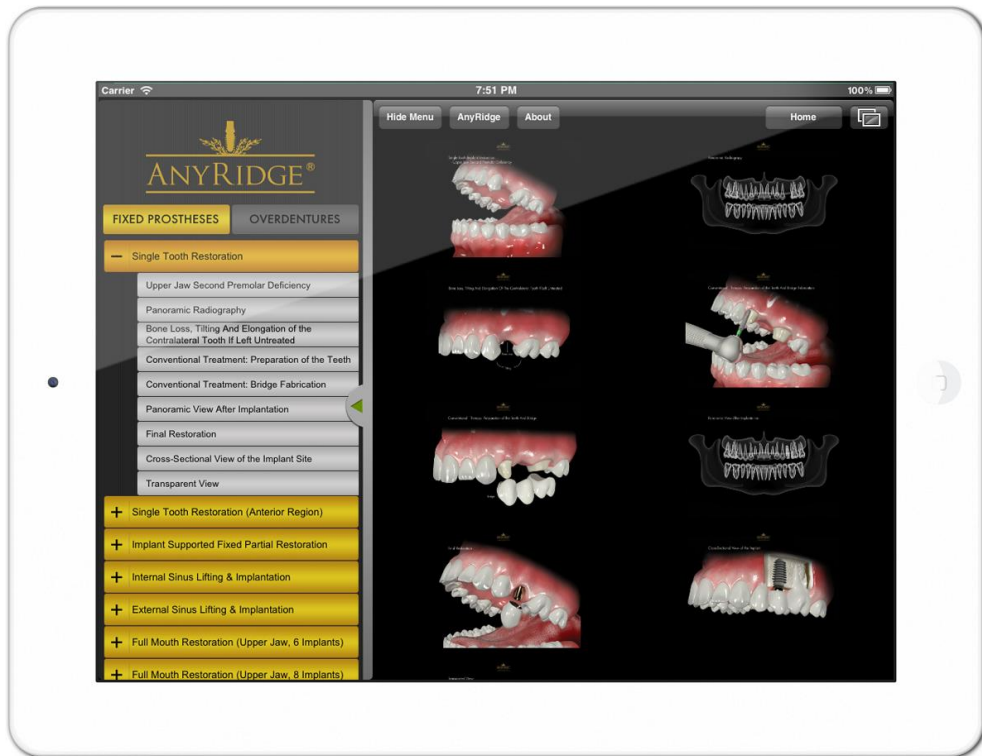 Carrier
7:51 PM
100%
ANYRIDGE®
FIXED PROSTHESES
OVERDENTURES
Single Tooth Restoration
Upper Jaw Second Premolar Deficiency
Panoramic Radiography
Bone Loss, Tilting And Elongation of the
Contralateral Tooth If Left Untreated
Conventional Treatment: Preparation of the Teeth
Conventional Treatment: Bridge Fabrication
Panoramic View After Implantation
Final Restoration
Cross-Sectional View of the Implant Site
Transparent View
Single Tooth Restoration (Anterior Region)
Implant Supported Fixed Partial Restoration
Internal Sinus Lifting & Implantation
External Sinus Lifting & Implantation
Full Mouth Restoration (Upper Jaw, 6 Implants)
Full Mouth Restoration (Upper Jaw, 8 Implants)
Hide Menu
AnyRidge
About
Home